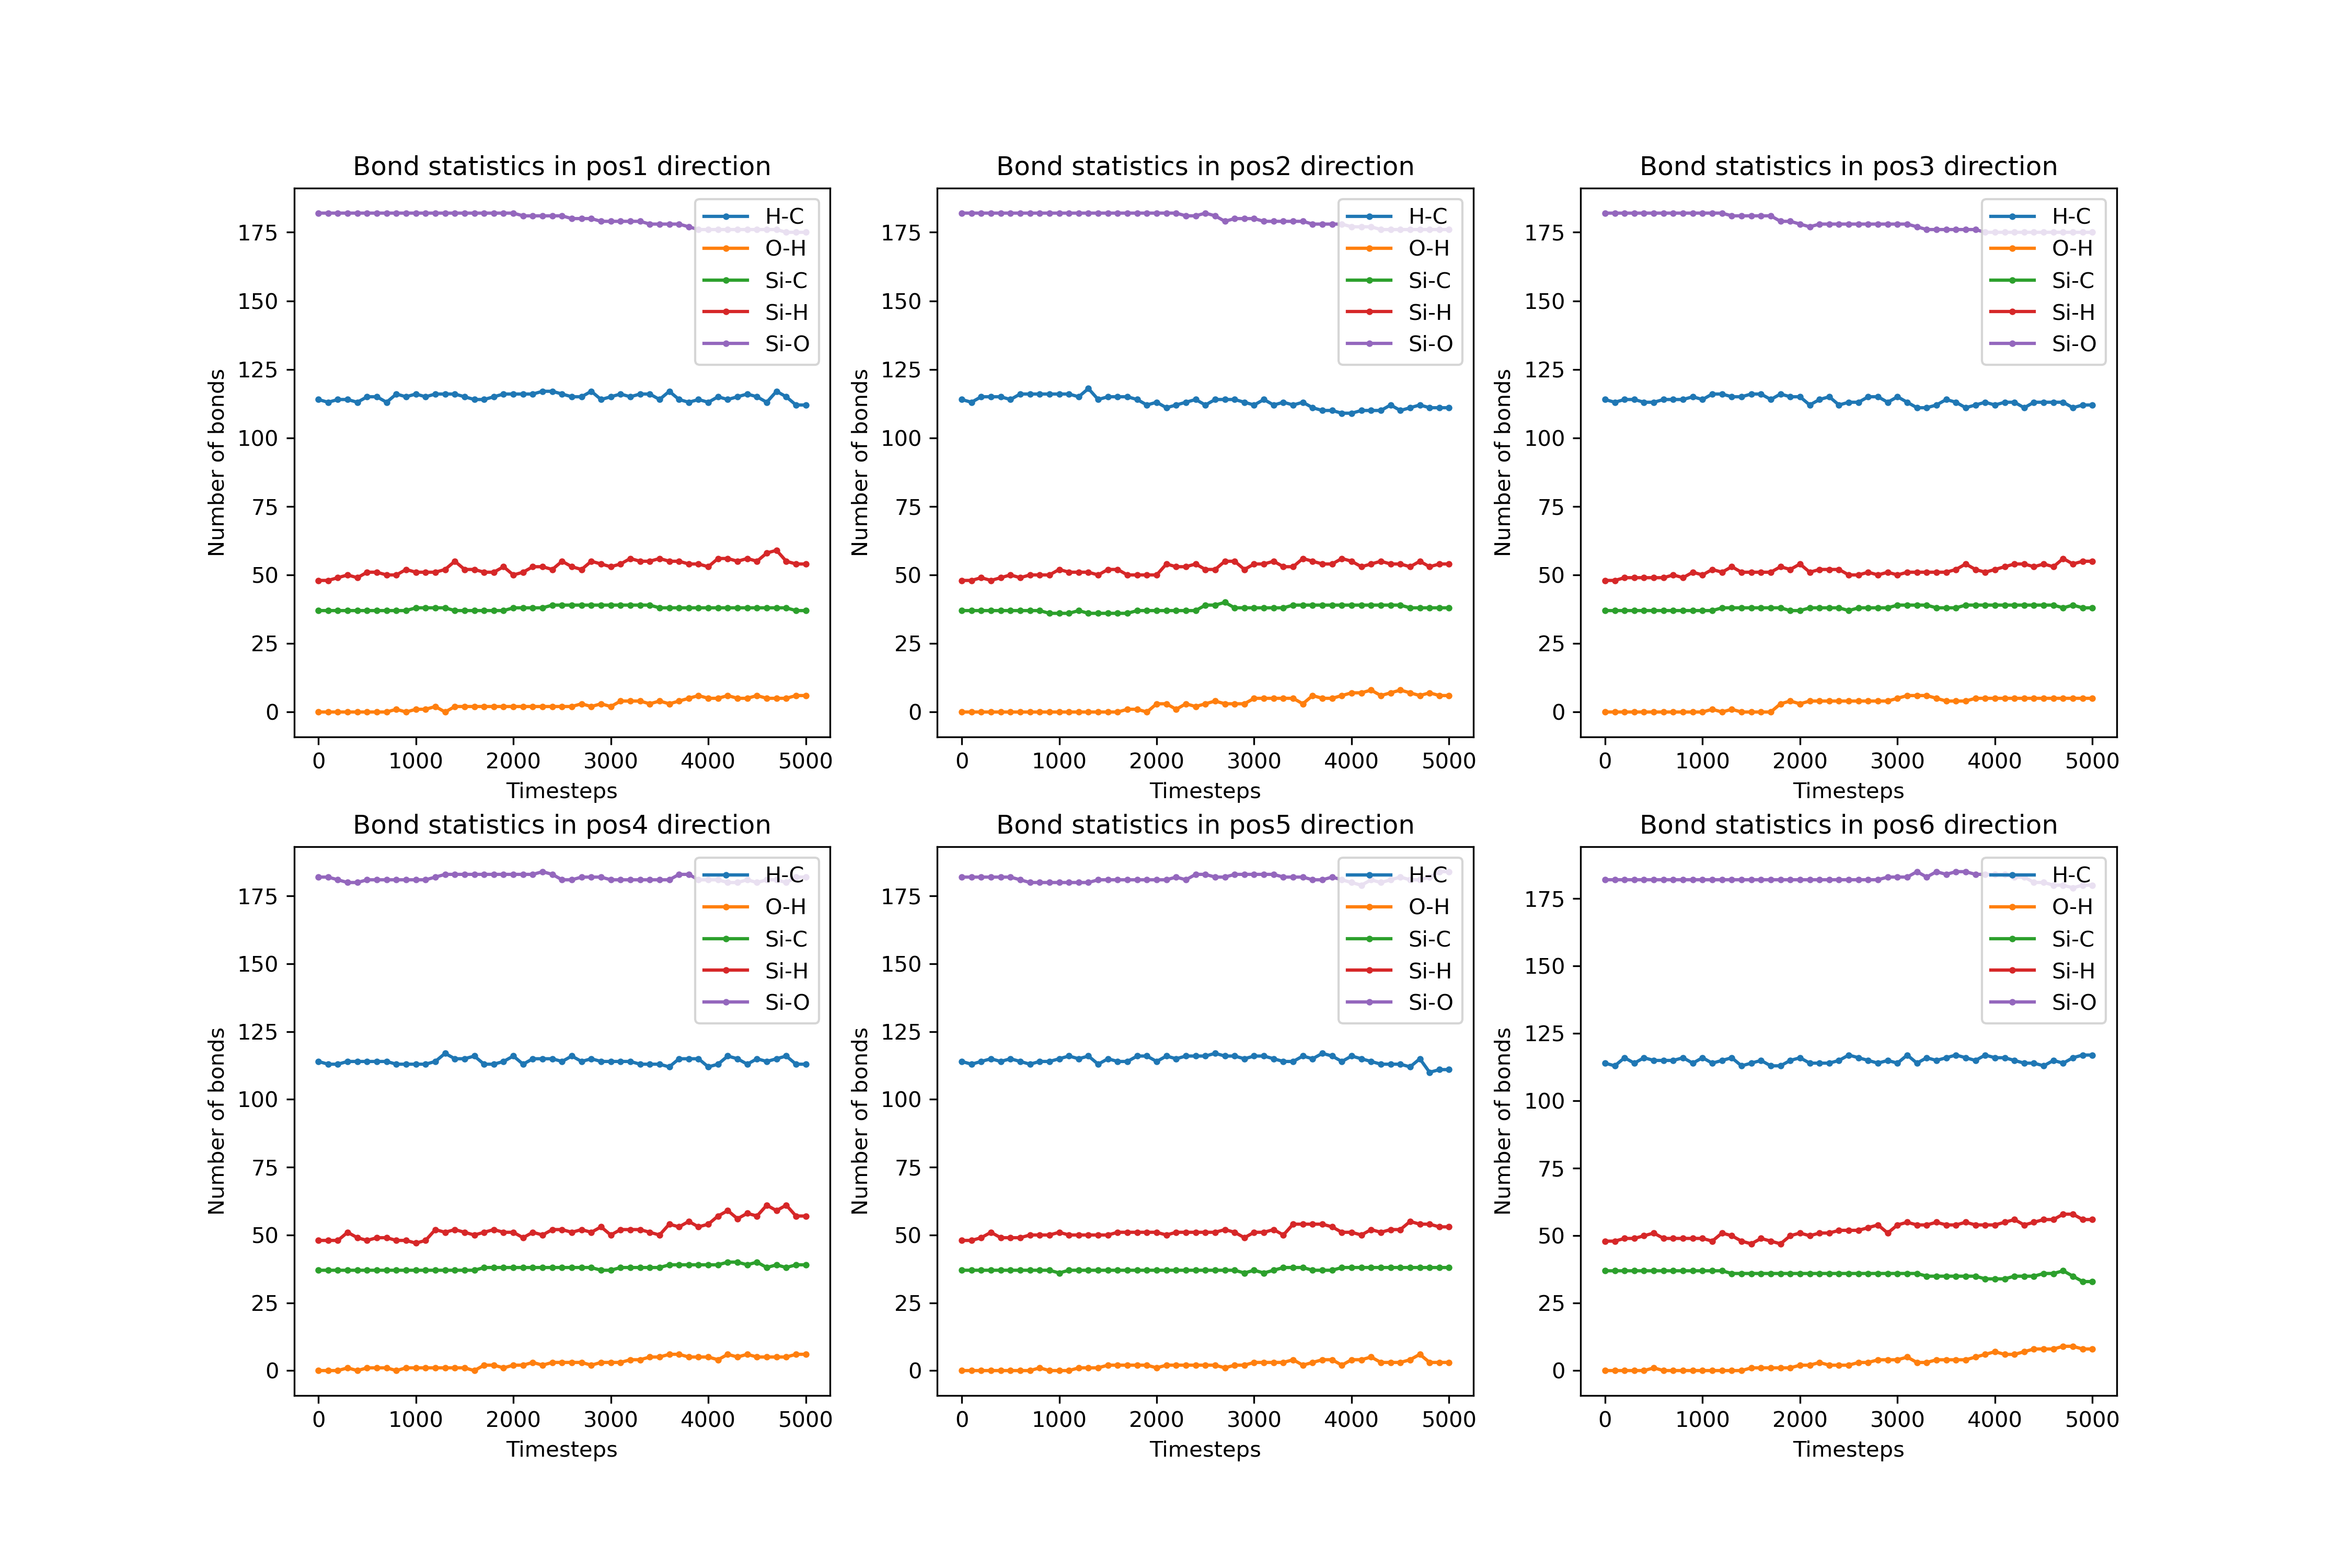 Bond statistics in pos1 direction
Number of bonds
175
150
125
100
75
50
25
0
H-C
O-H
Si-C
Si-H
Si-O
0 1000 2000 3000 4000 5000
Timesteps
Bond statistics in pos2 direction
Number of bonds
175
150
125
100
75
50
25
0
H-C
O-H
Si-C
Si-H
Si-O
0 1000 2000 3000 4000 5000
Timesteps
Bond statistics in pos3 direction
Number of bonds
175
150
125
100
75
50
25
0
H-C
O-H
Si-C
Si-H
Si-O
0 1000 2000 3000 4000 5000
Timesteps
Bond statistics in pos4 direction
Number of bonds
175
150
125
100
75
50
25
0
H-C
O-H
Si-C
Si-H
Si-O
0 1000 2000 3000 4000 5000
Timesteps
Bond statistics in pos5 direction
Number of bonds
175
150
125
100
75
50
25
0
H-C
O-H
Si-C
Si-H
Si-O
0 1000 2000 3000 4000 5000
Timesteps
Bond statistics in pos6 direction
Number of bonds
175
150
125
100
75
50
25
0
H-C
O-H
Si-C
Si-H
Si-O
0 1000 2000 3000 4000 5000
Timesteps